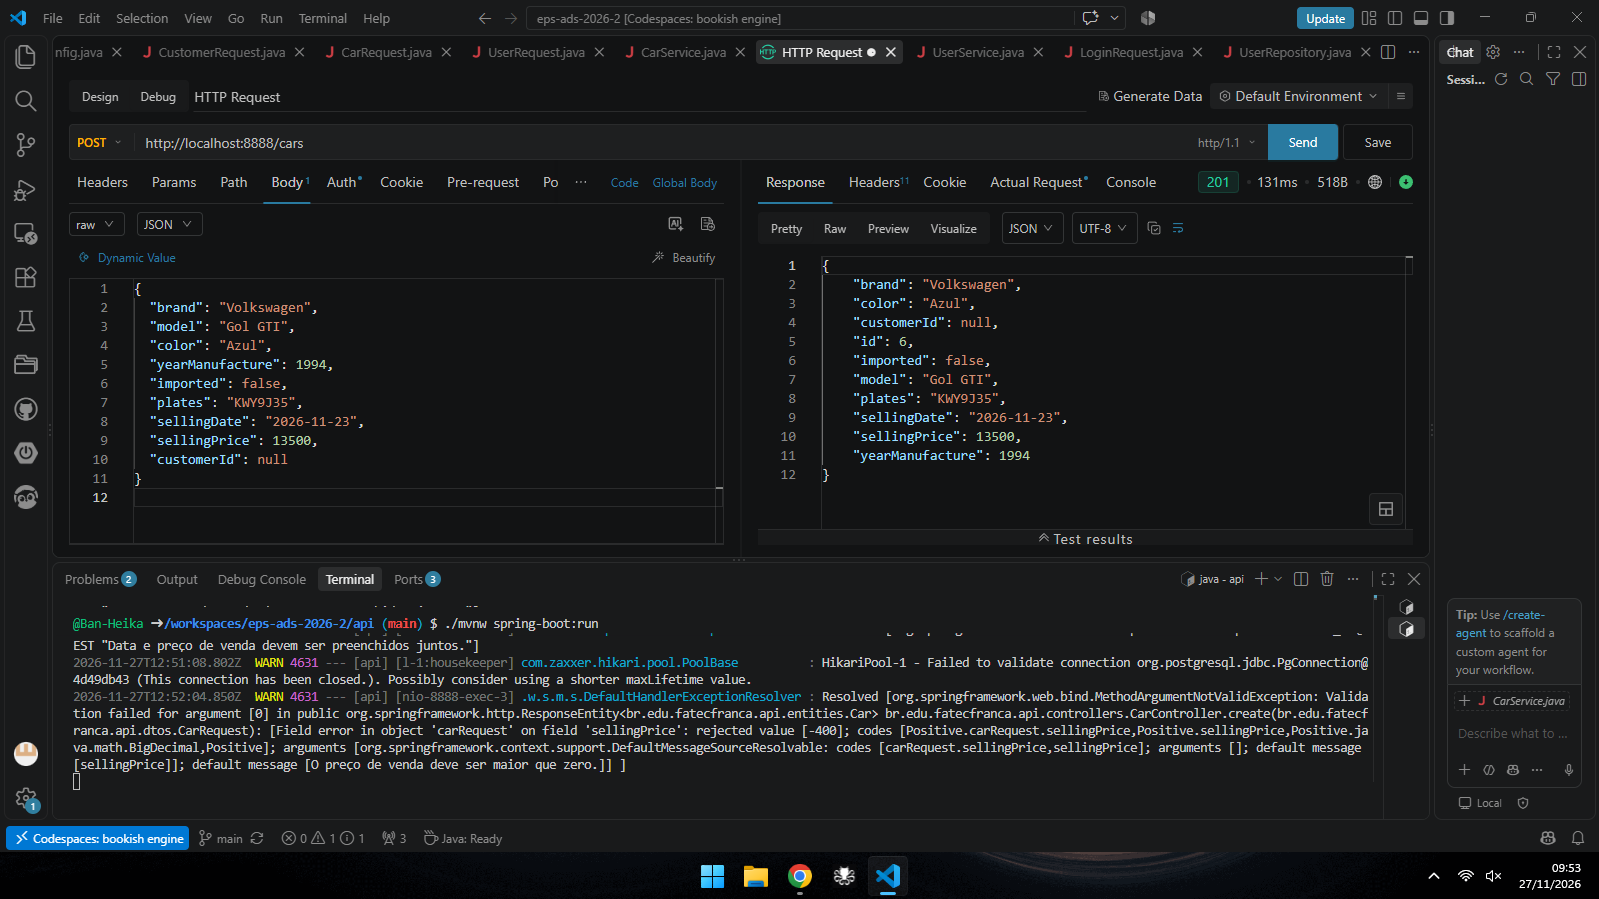 File Edit Selection View Go Run Terminal Help
eps-ads-2026-2 [Codespaces: bookish engine]
Update
nfig.java
CustomerRequest.java
CarRequest.java
UserRequest.java
CarService.java
HTTP Request
UserService.java
LoginRequest.java
UserRepository.java
Chat
Sessi...
Design Debug HTTP Request
Generate Data
Default Environment
POST http://localhost:8888/cars
http/1.1
Send
Save
Headers Params Path Body 1 Auth Cookie Pre-request Po ... Code Global Body
raw JSON
Dynamic Value
Beautify
1 {
2 "brand": "Volkswagen",
3 "model": "Gol GTI",
4 "color": "Azul",
5 "yearManufacture": 1994,
6 "imported": false,
7 "plates": "KWY9J35",
8 "sellingDate": "2026-11-23",
9 "sellingPrice": 13500,
10 "customerId": null
11 }
12
Response Headers 11 Cookie Actual Request Console 201 131ms 518B
Pretty Raw Preview Visualize JSON UTF-8
1 {
2 "brand": "Volkswagen",
3 "color": "Azul",
4 "customerId": null,
5 "id": 6,
6 "imported": false,
7 "model": "Gol GTI",
8 "plates": "KWY9J35",
9 "sellingDate": "2026-11-23",
10 "sellingPrice": 13500,
11 "yearManufacture": 1994
12 }
Test results
Problems 2 Output Debug Console Terminal Ports 3
java - api
@Ban-Heika ➜/workspaces/eps-ads-2026-2/api (main) $ ./mvnw spring-boot:run
EST "Data e preço de venda devem ser preenchidos juntos."]
2026-11-27T12:51:08.802Z WARN 4631 --- [api] [l-1:housekeeper] com.zaxxer.hikari.pool.PoolBase : HikariPool-1 - Failed to validate connection org.postgresql.jdbc.PgConnection@
4d49db43 (This connection has been closed.). Possibly consider using a shorter maxLifetime value.
2026-11-27T12:52:04.850Z WARN 4631 --- [api] [nio-8888-exec-3] .w.s.m.s.DefaultHandlerExceptionResolver : Resolved [org.springframework.web.bind.MethodArgumentNotValidException: Valida
tion failed for argument [0] in public org.springframework.http.ResponseEntity<br.edu.fatecfranca.api.entities.Car> br.edu.fatecfranca.api.controllers.CarController.create(br.edu.fatecf
ranca.api.dtos.CarRequest): [Field error in object 'carRequest' on field 'sellingPrice': rejected value [-400]; codes [Positive.carRequest.sellingPrice,Positive.sellingPrice,Positive.ja
va.math.BigDecimal,Positive]; arguments [org.springframework.context.support.DefaultMessageSourceResolvable: codes [carRequest.sellingPrice,sellingPrice]; arguments []; default message
[sellingPrice]]; default message [O preço de venda deve ser maior que zero.]] ]
Tip: Use /create-
agent to scaffold a
custom agent for
your workflow.
CarService.java
Describe what to ...
Local
1
Codespaces: bookish engine
main
0 1 1
3
Java: Ready
09:53
27/11/2026